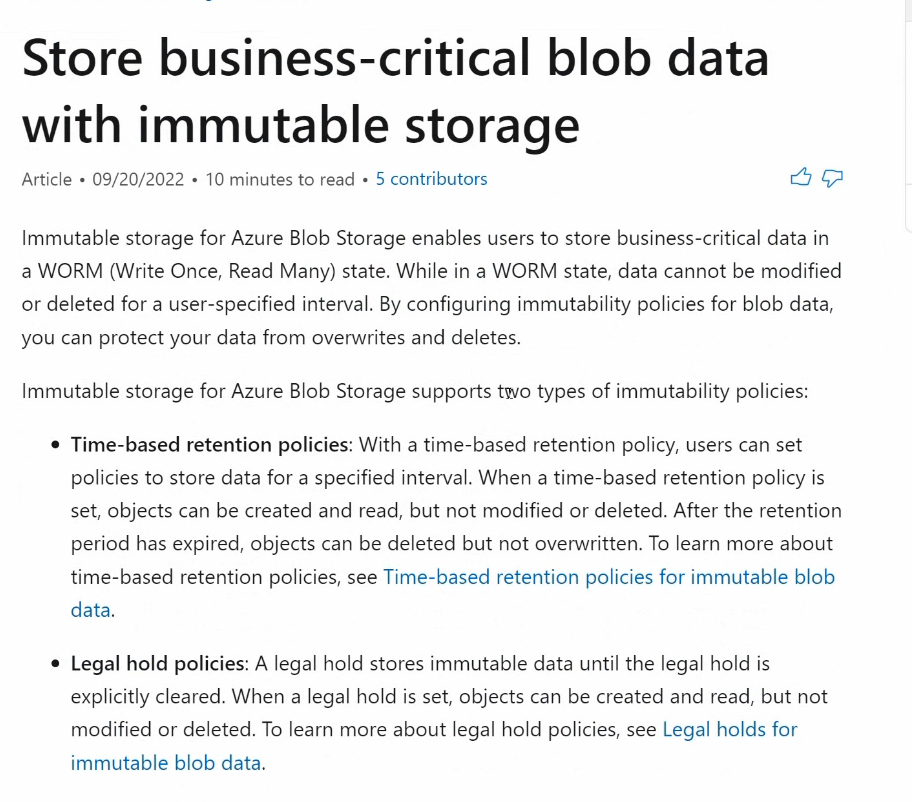 Store business-critical blob data
with immutable storage
Article • 09/20/2022 • 10 minutes to read • 5 contributors
Immutable storage for Azure Blob Storage enables users to store business-critical data in
a WORM (Write Once, Read Many) state. While in a WORM state, data cannot be modified
or deleted for a user-specified interval. By configuring immutability policies for blob data,
you can protect your data from overwrites and deletes.
Immutable storage for Azure Blob Storage supports two types of immutability policies:
• Time-based retention policies: With a time-based retention policy, users can set
policies to store data for a specified interval. When a time-based retention policy is
set, objects can be created and read, but not modified or deleted. After the retention
period has expired, objects can be deleted but not overwritten. To learn more about
time-based retention policies, see Time-based retention policies for immutable blob
data.
• Legal hold policies: A legal hold stores immutable data until the legal hold is
explicitly cleared. When a legal hold is set, objects can be created and read, but not
modified or deleted. To learn more about legal hold policies, see Legal holds for
immutable blob data.